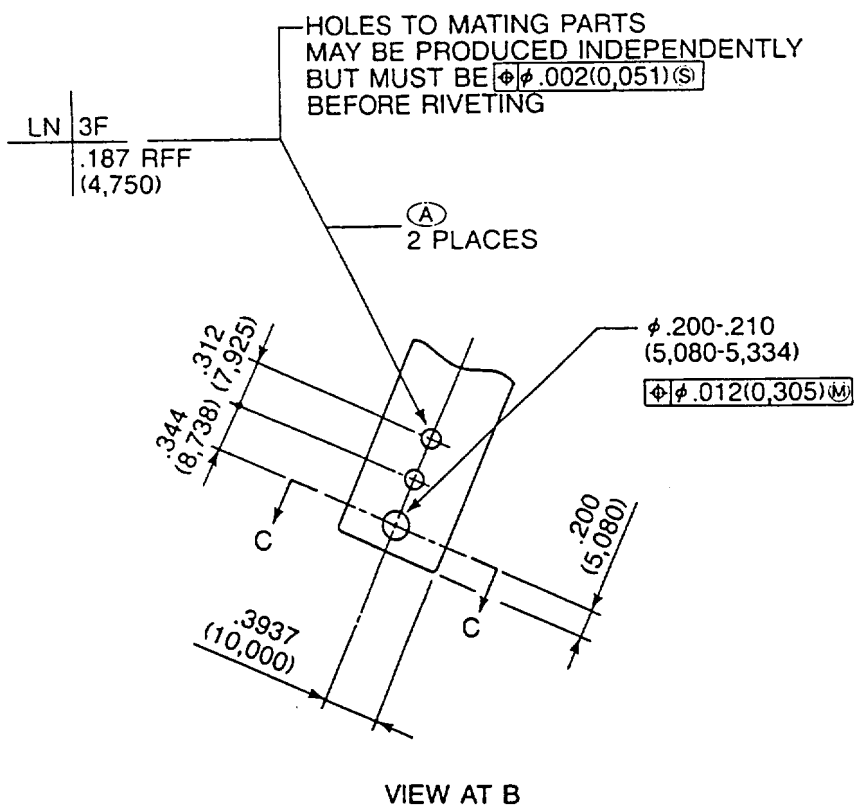 HOLES TO MATING PARTS
MAY BE PRODUCED INDEPENDENTLY
BUT MUST BE ⌖ ⌀ .002(0,051) Ⓢ
BEFORE RIVETING
LN 3F
.187 RFF
(4,750)
A
2 PLACES
⌀ .200-.210
(5,080-5,334)
⌖ ⌀ .012(0,305) Ⓜ
.312
(7,925)
.344
(8,738)
C
C
.200
(5,080)
.3937
(10,000)
VIEW AT B